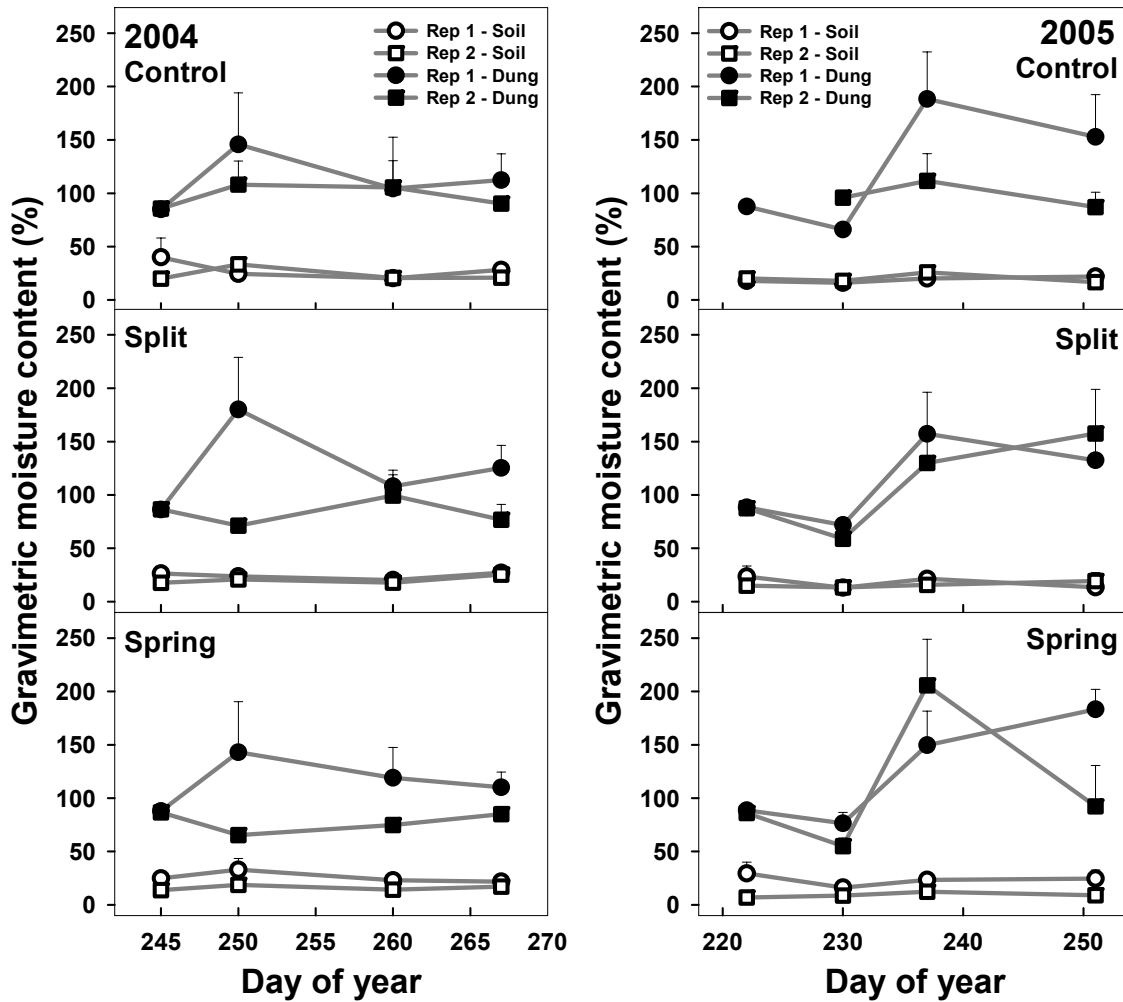 2004
Control
Rep 1 - Soil
Rep 2 - Soil
Rep 1 - Dung
Rep 2 - Dung
250
200
150
100
50
0
Split
250
200
150
100
50
0
Spring
250
200
150
100
50
0
245 250 255 260 265 270
Day of year
Gravimetric moisture content (%)
2005
Control
Rep 1 - Soil
Rep 2 - Soil
Rep 1 - Dung
Rep 2 - Dung
250
200
150
100
50
0
Split
250
200
150
100
50
0
Spring
250
200
150
100
50
0
220 230 240 250
Day of year
Gravimetric moisture content (%)